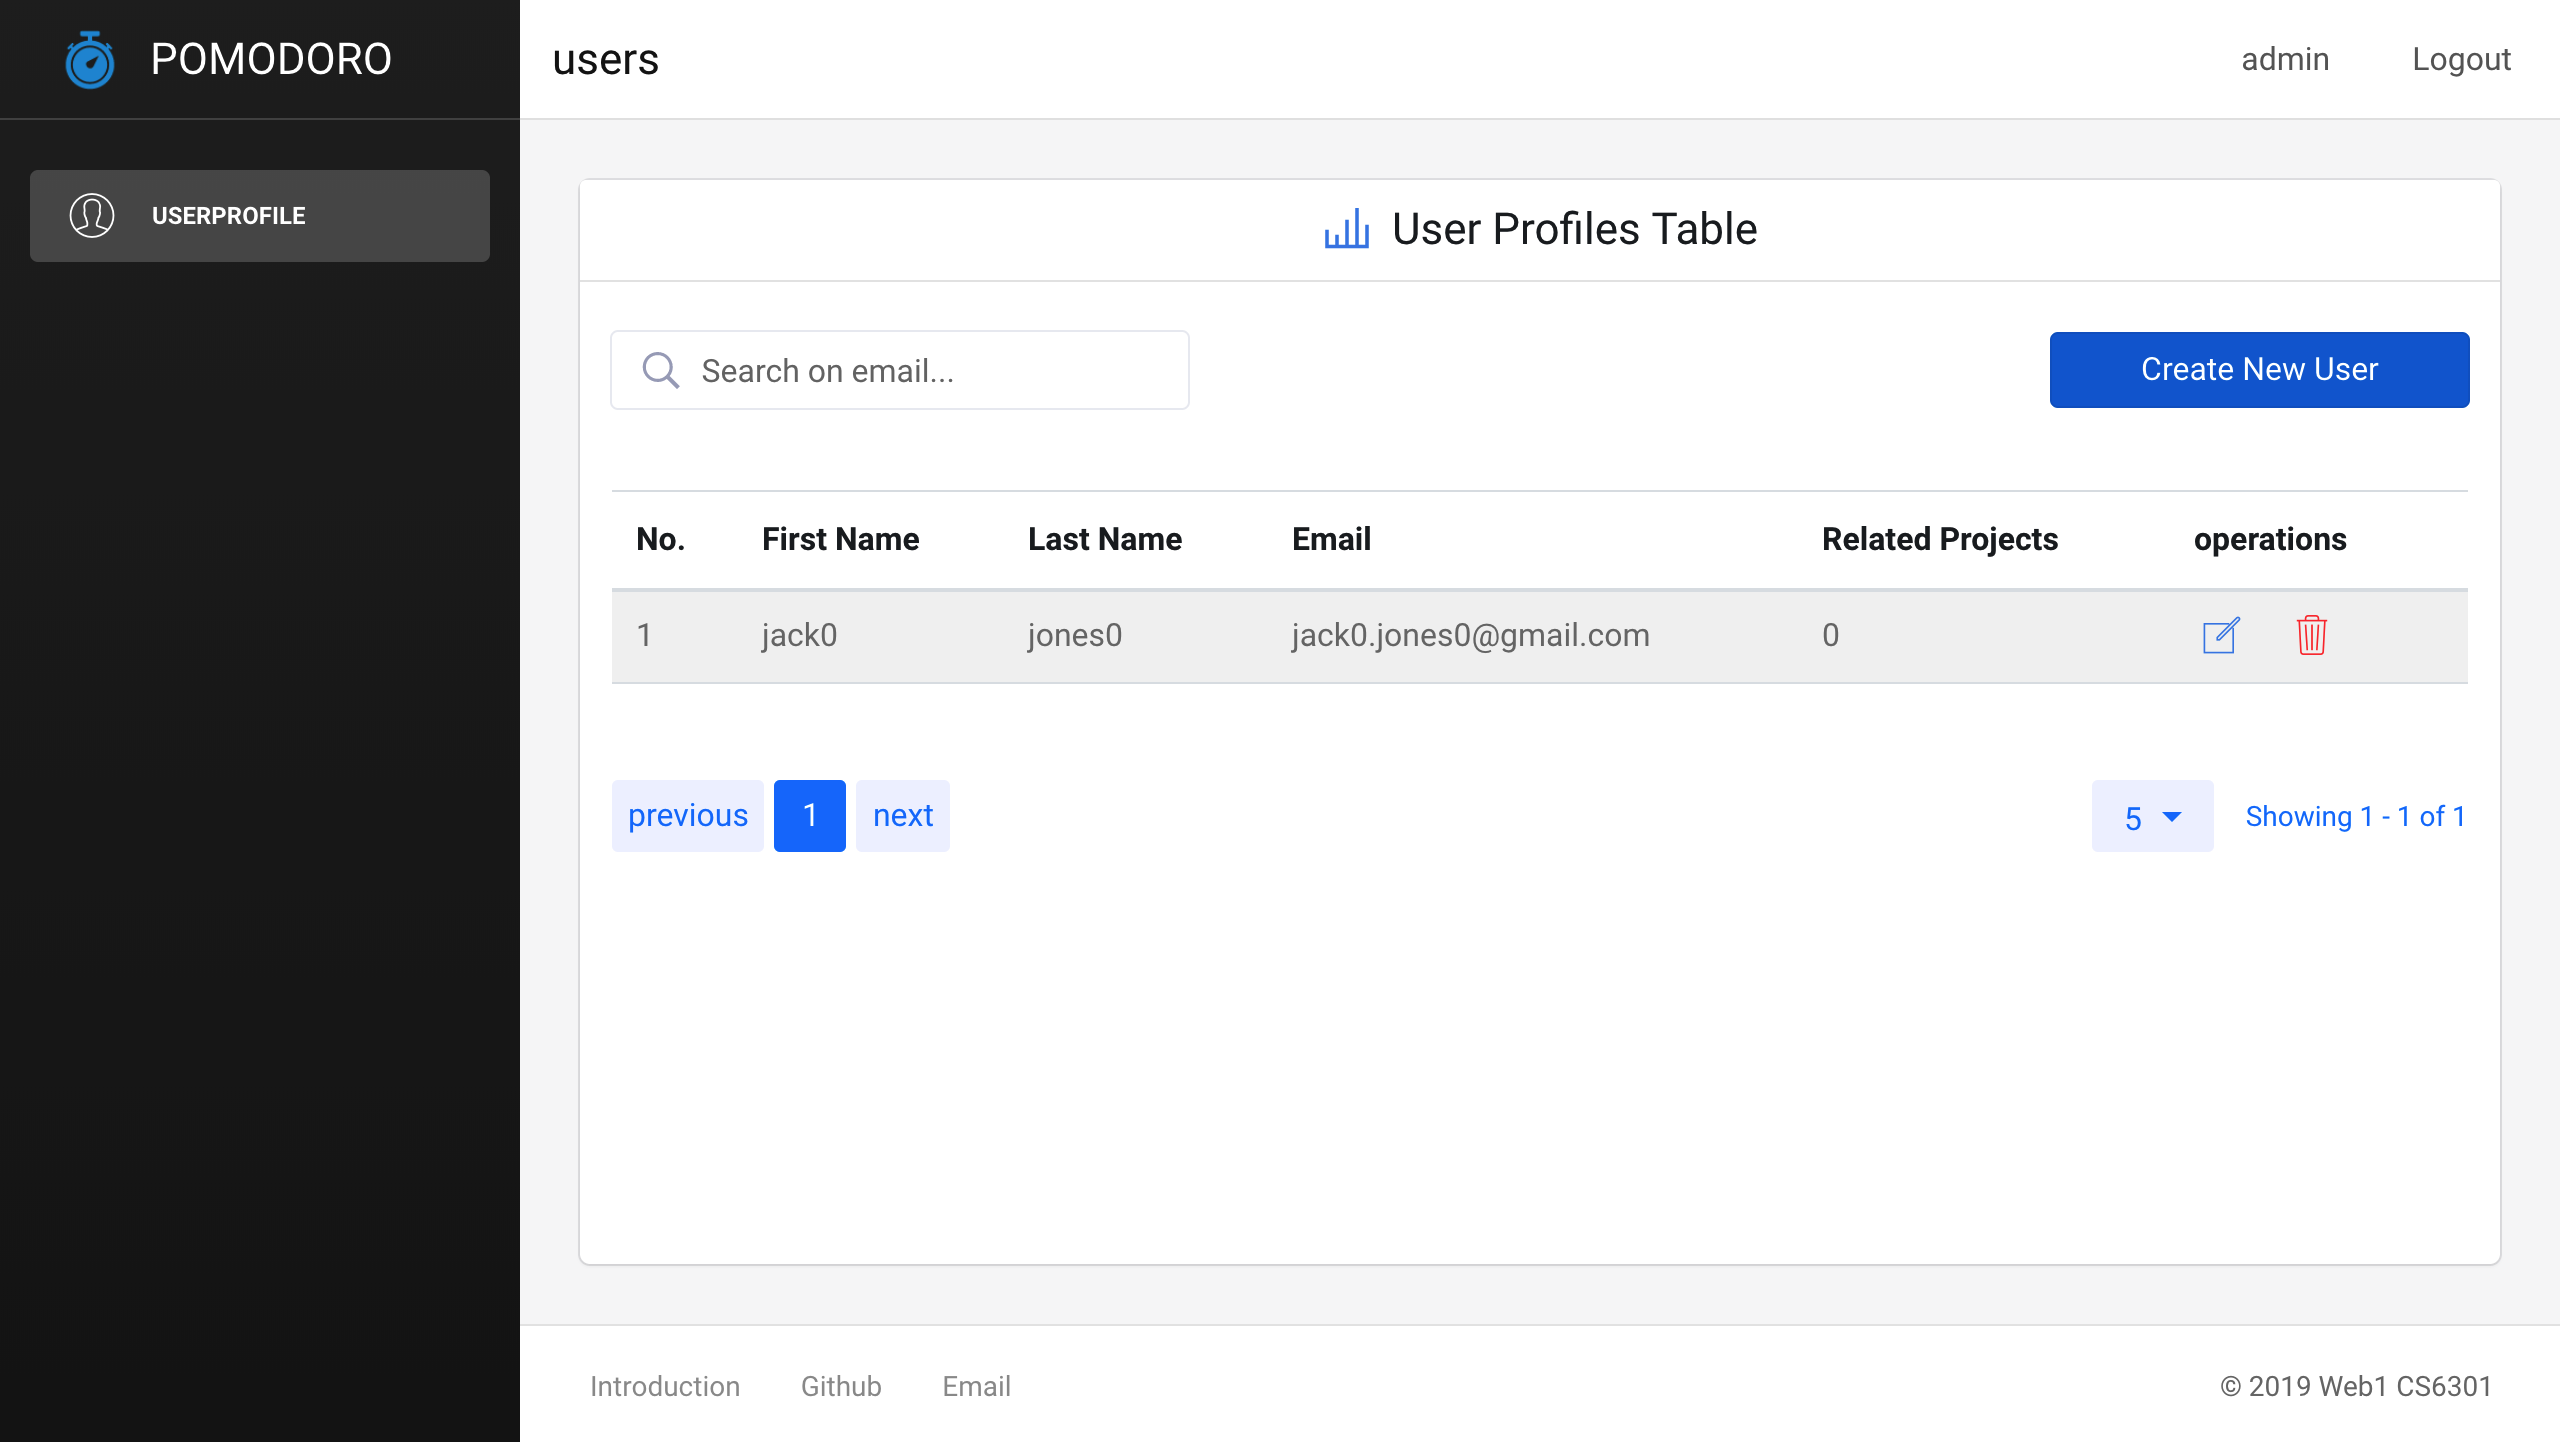 POMODORO
users
admin
Logout
USERPROFILE
User Profiles Table
Search on email...
Create New User
No. First Name Last Name Email Related Projects operations
1 jack0 jones0 jack0.jones0@gmail.com 0
previous 1 next
5 Showing 1 - 1 of 1
Introduction Github Email
© 2019 Web1 CS6301